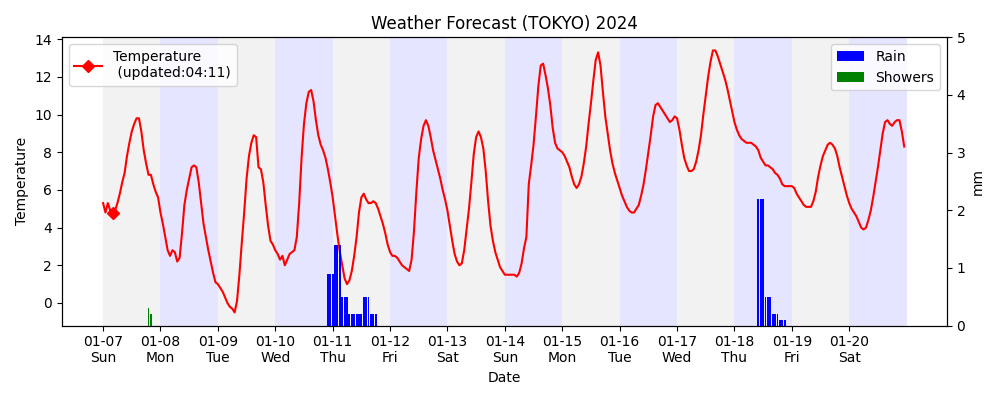 Weather Forecast (TOKYO) 2024
Temperature
(updated:04:11)
Rain
Showers
Temperature
14
12
10
8
6
4
2
0
5
4
3
2
1
0
mm
01-07 01-08 01-09 01-10 01-11 01-12 01-13 01-14 01-15 01-16 01-17 01-18 01-19 01-20
Sun Mon Tue Wed Thu Fri Sat Sun Mon Tue Wed Thu Fri Sat
Date